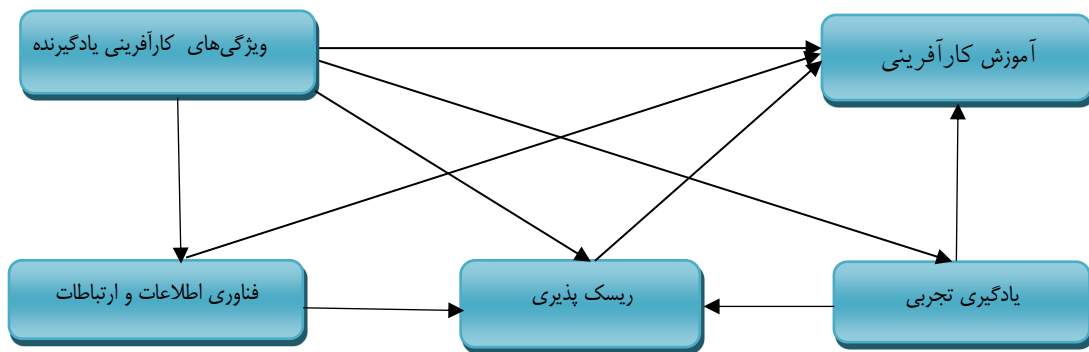 ویژگی‌های کارآفرینی یادگیرنده
آموزش کارآفرینی
فناوری اطلاعات و ارتباطات
ریسک پذیری
یادگیری تجربی